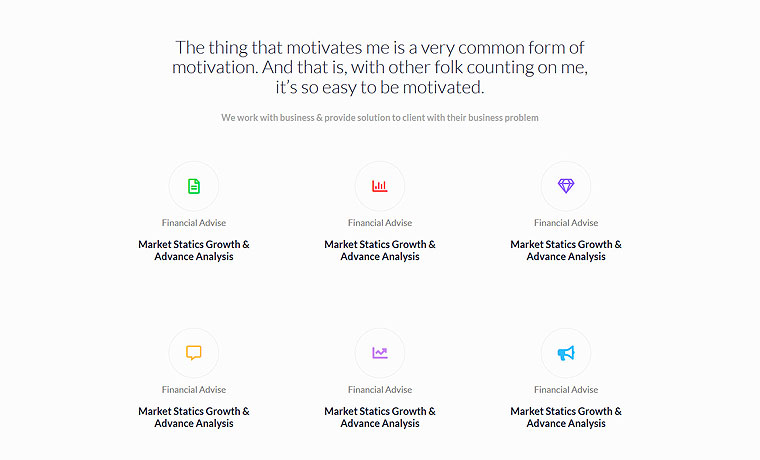 The thing that motivates me is a very common form of
motivation. And that is, with other folk counting on me,
it’s so easy to be motivated.
We work with business & provide solution to client with their business problem
Financial Advise
Market Statics Growth &
Advance Analysis
Financial Advise
Market Statics Growth &
Advance Analysis
Financial Advise
Market Statics Growth &
Advance Analysis
Financial Advise
Market Statics Growth &
Advance Analysis
Financial Advise
Market Statics Growth &
Advance Analysis
Financial Advise
Market Statics Growth &
Advance Analysis